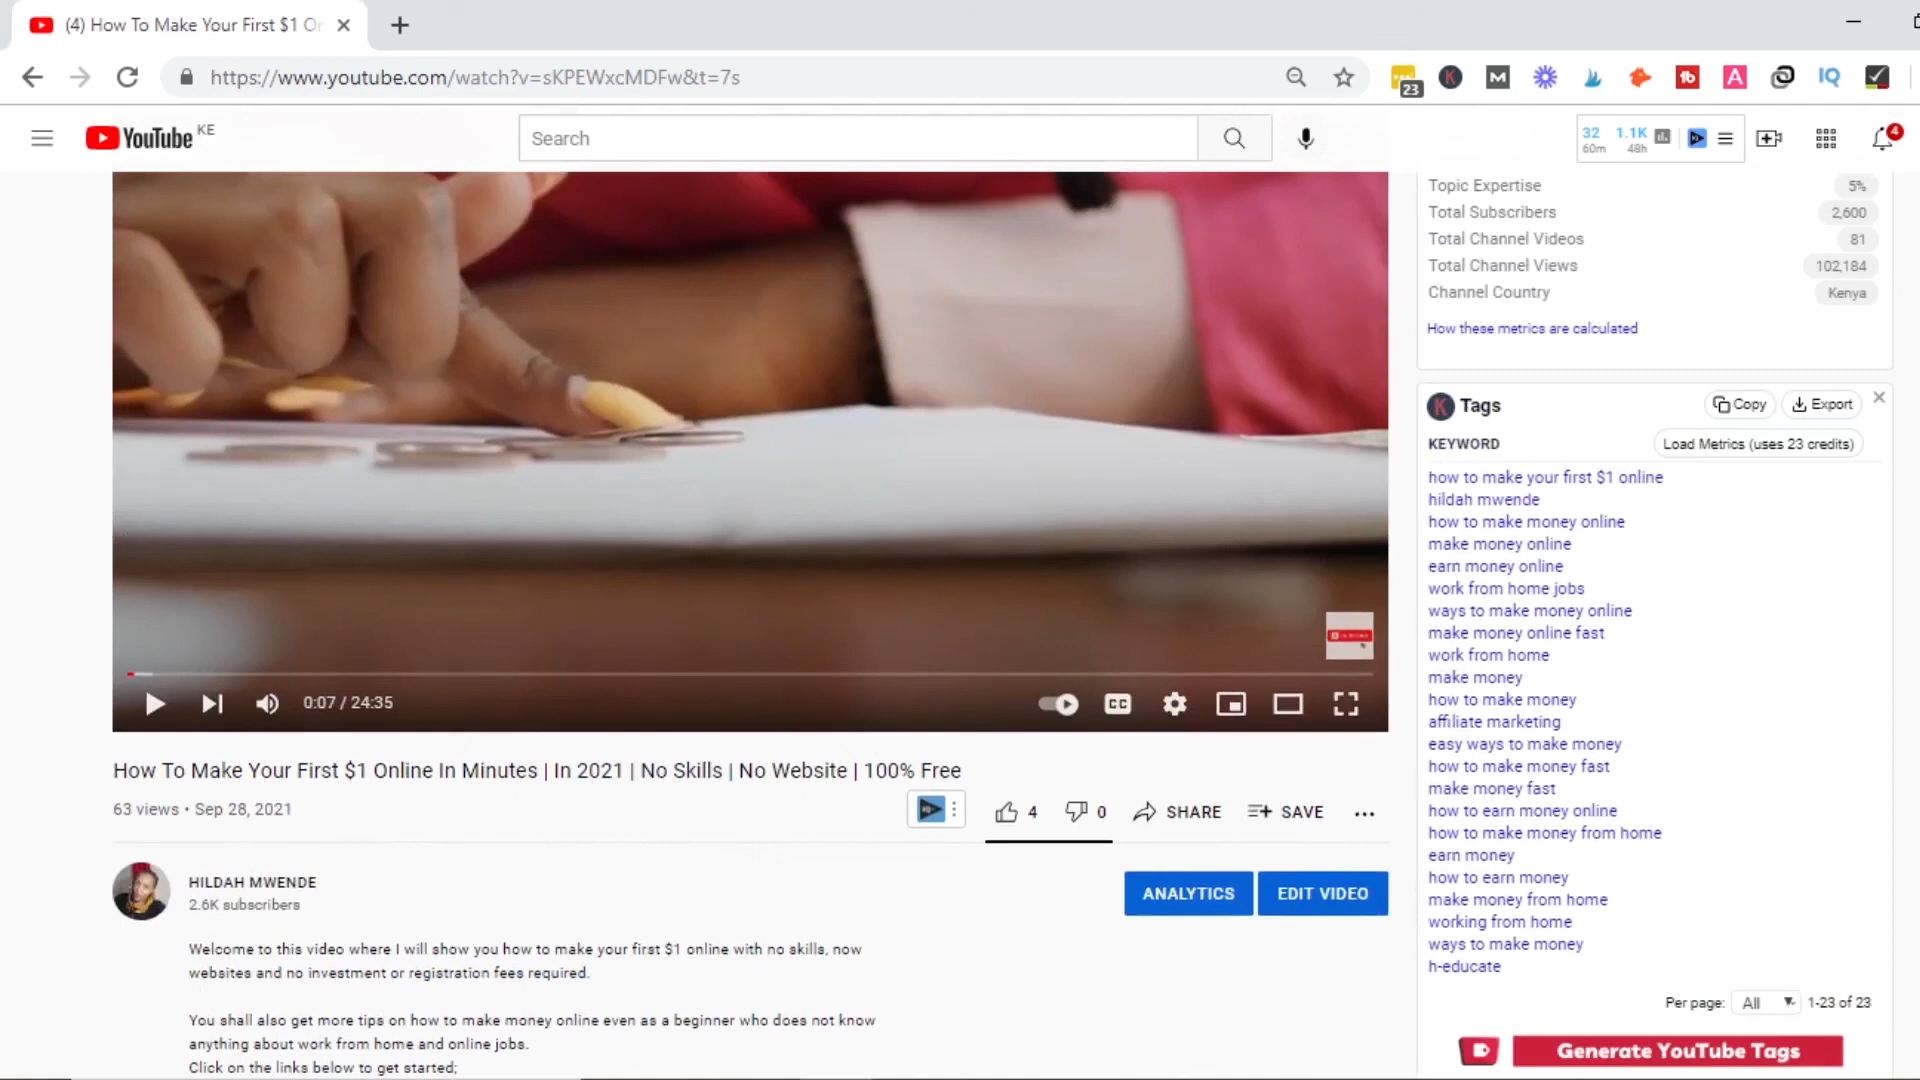 (4) How To Make Your First $1 Or
https://www.youtube.com/watch?v=sKPEWxcMDFw&t=7s
23
K
M
tb
A
IQ
YouTube KE
Search
32 1.1K
60m 48h
4
Topic Expertise 5%
Total Subscribers 2,600
Total Channel Videos 81
Total Channel Views 102,184
Channel Country Kenya
How these metrics are calculated
K Tags Copy Export
KEYWORD Load Metrics (uses 23 credits)
how to make your first $1 online
hildah mwende
how to make money online
make money online
earn money online
work from home jobs
ways to make money online
make money online fast
work from home
make money
how to make money
affiliate marketing
easy ways to make money
how to make money fast
make money fast
how to earn money online
how to make money from home
earn money
how to earn money
make money from home
working from home
ways to make money
h-educate
Per page: All 1-23 of 23
Generate YouTube Tags
0:07 / 24:35
CC
How To Make Your First $1 Online In Minutes | In 2021 | No Skills | No Website | 100% Free
63 views • Sep 28, 2021
4 0 SHARE SAVE ...
HILDAH MWENDE
2.6K subscribers
ANALYTICS EDIT VIDEO
Welcome to this video where I will show you how to make your first $1 online with no skills, now
websites and no investment or registration fees required.
You shall also get more tips on how to make money online even as a beginner who does not know
anything about work from home and online jobs.
Click on the links below to get started;